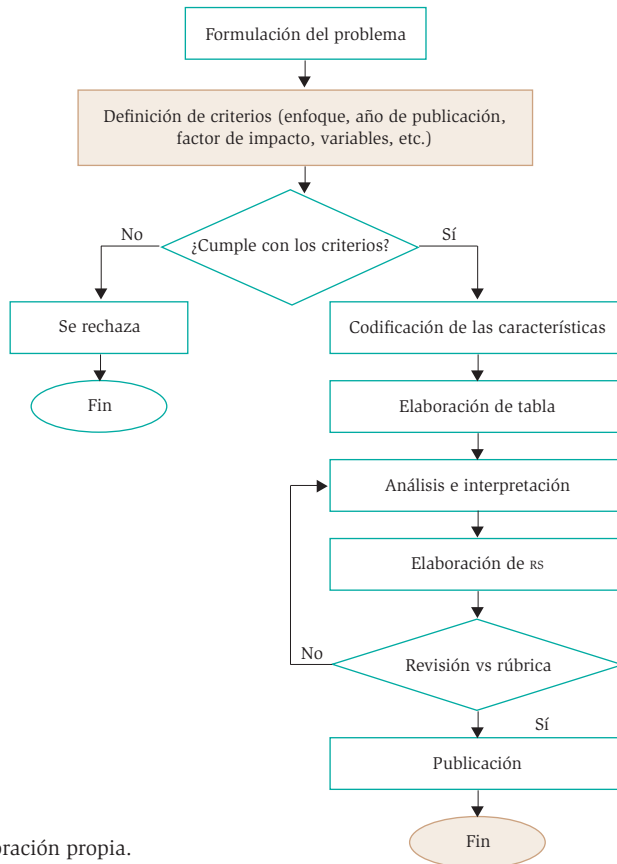 Formulación del problema
Definición de criterios (enfoque, año de publicación,
factor de impacto, variables, etc.)
¿Cumple con los criterios?
No
Sí
Se rechaza
Fin
Codificación de las características
Elaboración de tabla
Análisis e interpretación
Elaboración de RS
Revisión vs rúbrica
No
Sí
Publicación
Fin
oración propia.